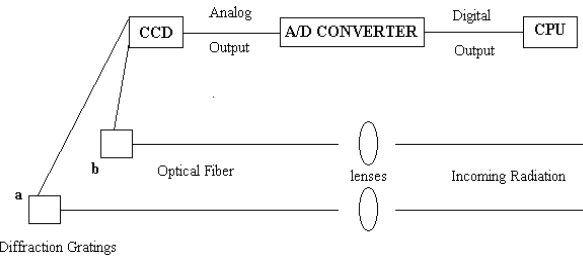 Analog
Digital
CCD
A/D CONVERTER
CPU
Output
Output
b
Optical Fiber
lenses
Incoming Radiation
a
Diffraction Gratings